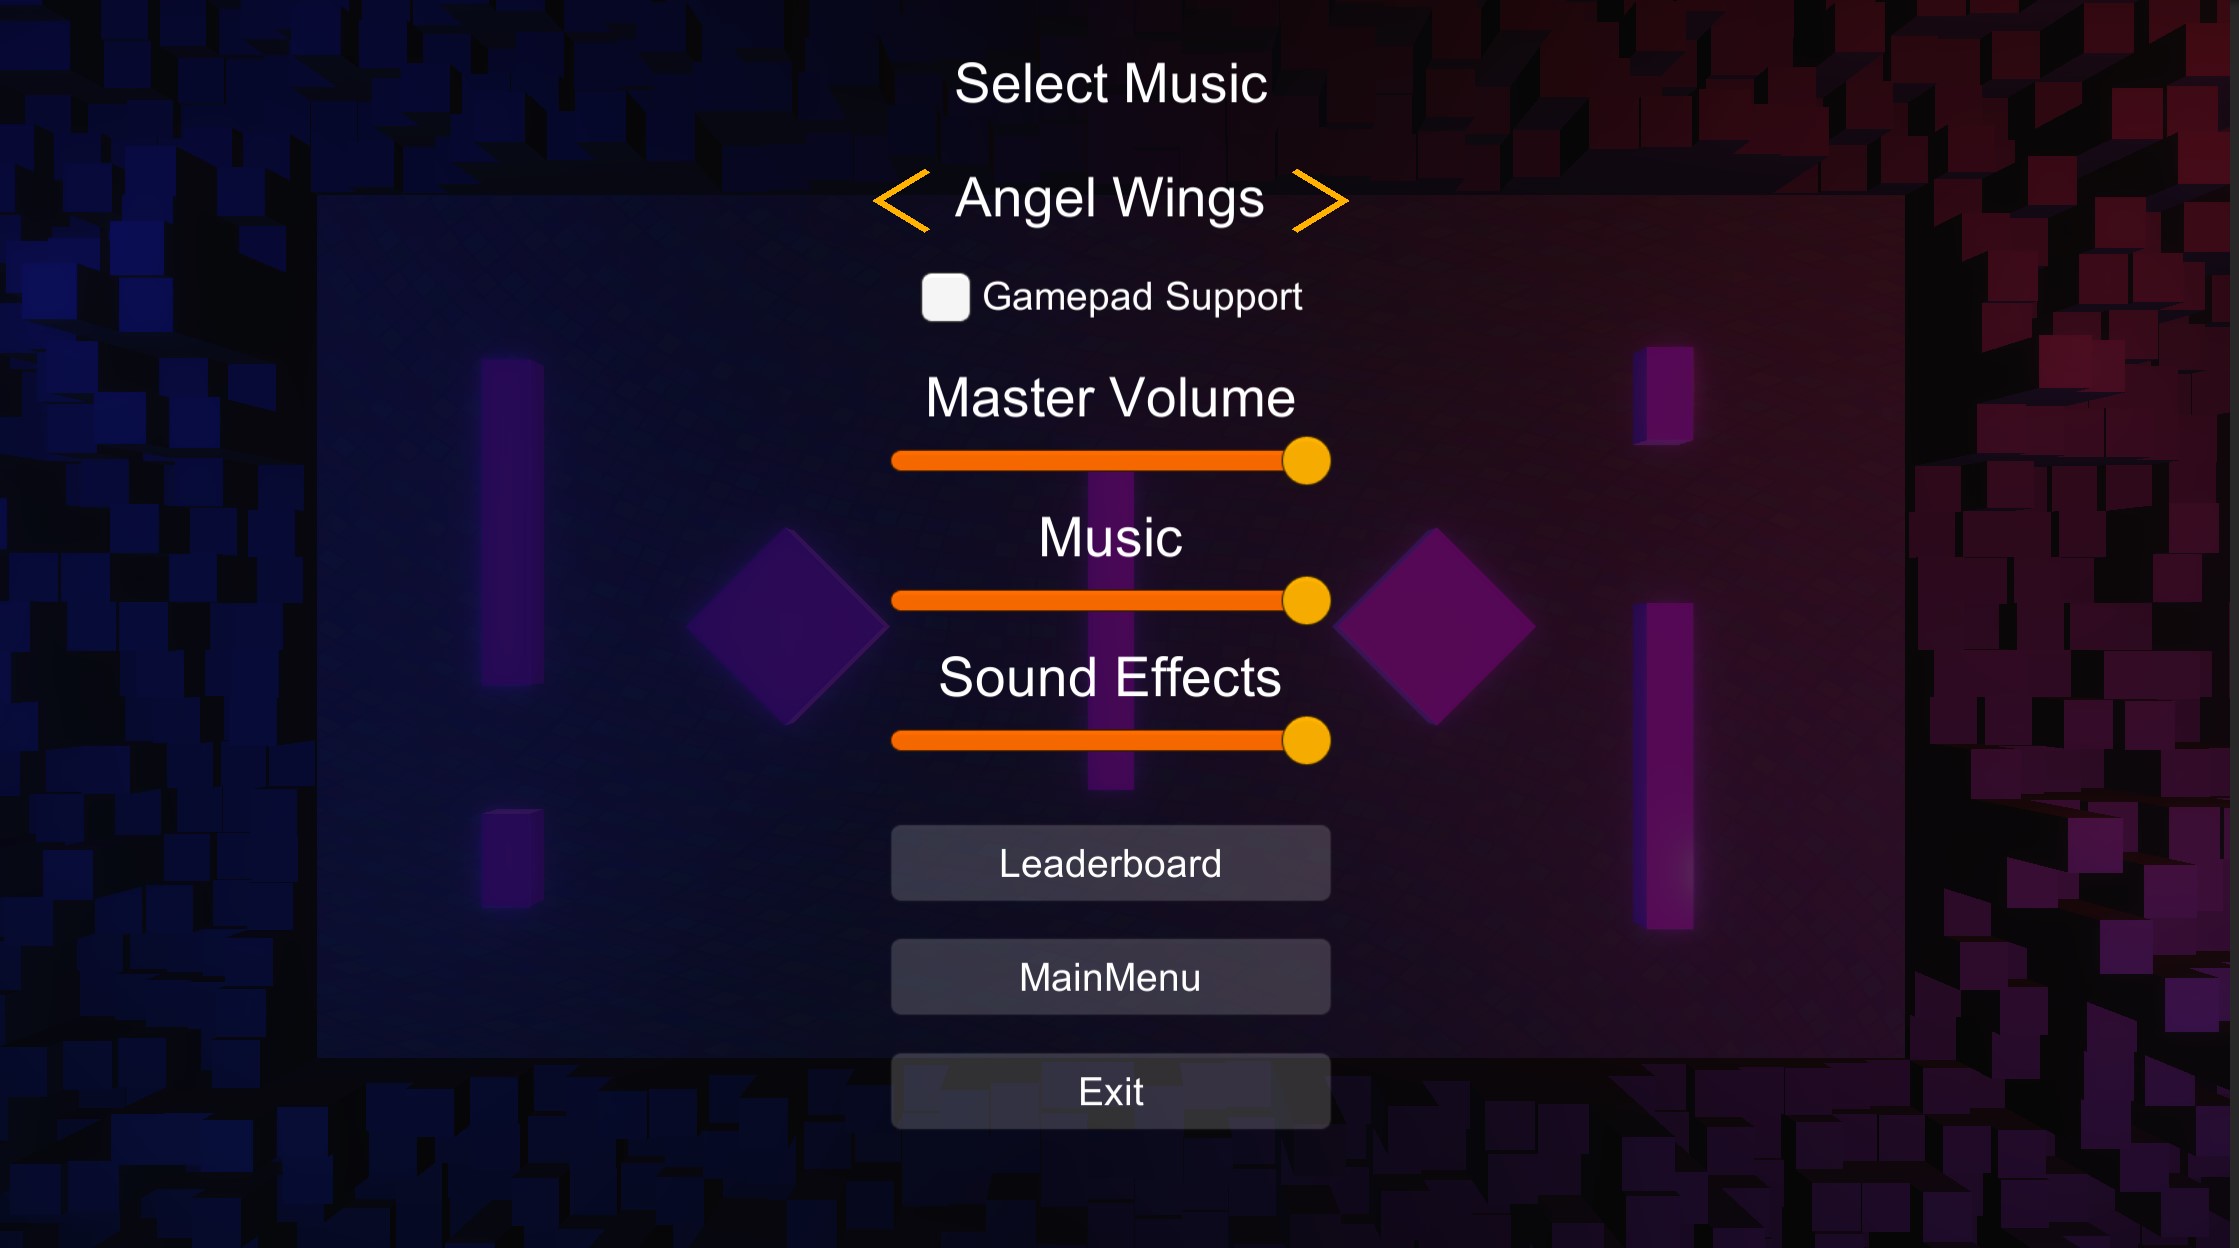 Select Music
Angel Wings
Gamepad Support
Master Volume
Music
Sound Effects
Leaderboard
MainMenu
Exit